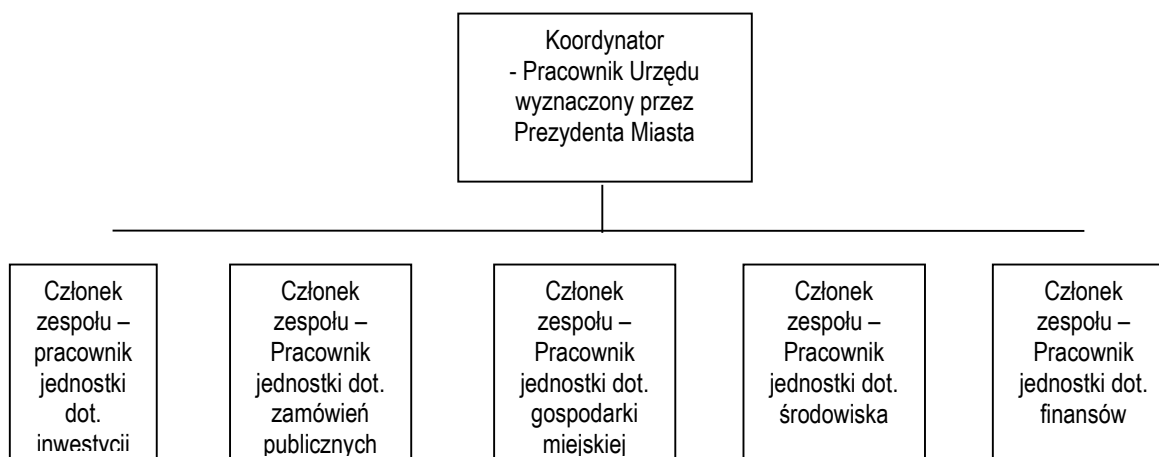 Koordynator
- Pracownik Urzędu
wyznaczony przez
Prezydenta Miasta
Członek
zespołu –
pracownik
jednostki
dot.
inwestycji
Członek
zespołu –
Pracownik
jednostki dot.
zamówień
publicznych
Członek
zespołu –
Pracownik
jednostki dot.
gospodarki
miejskiej
Członek
zespołu –
Pracownik
jednostki dot.
środowiska
Członek
zespołu –
Pracownik
jednostki dot.
finansów